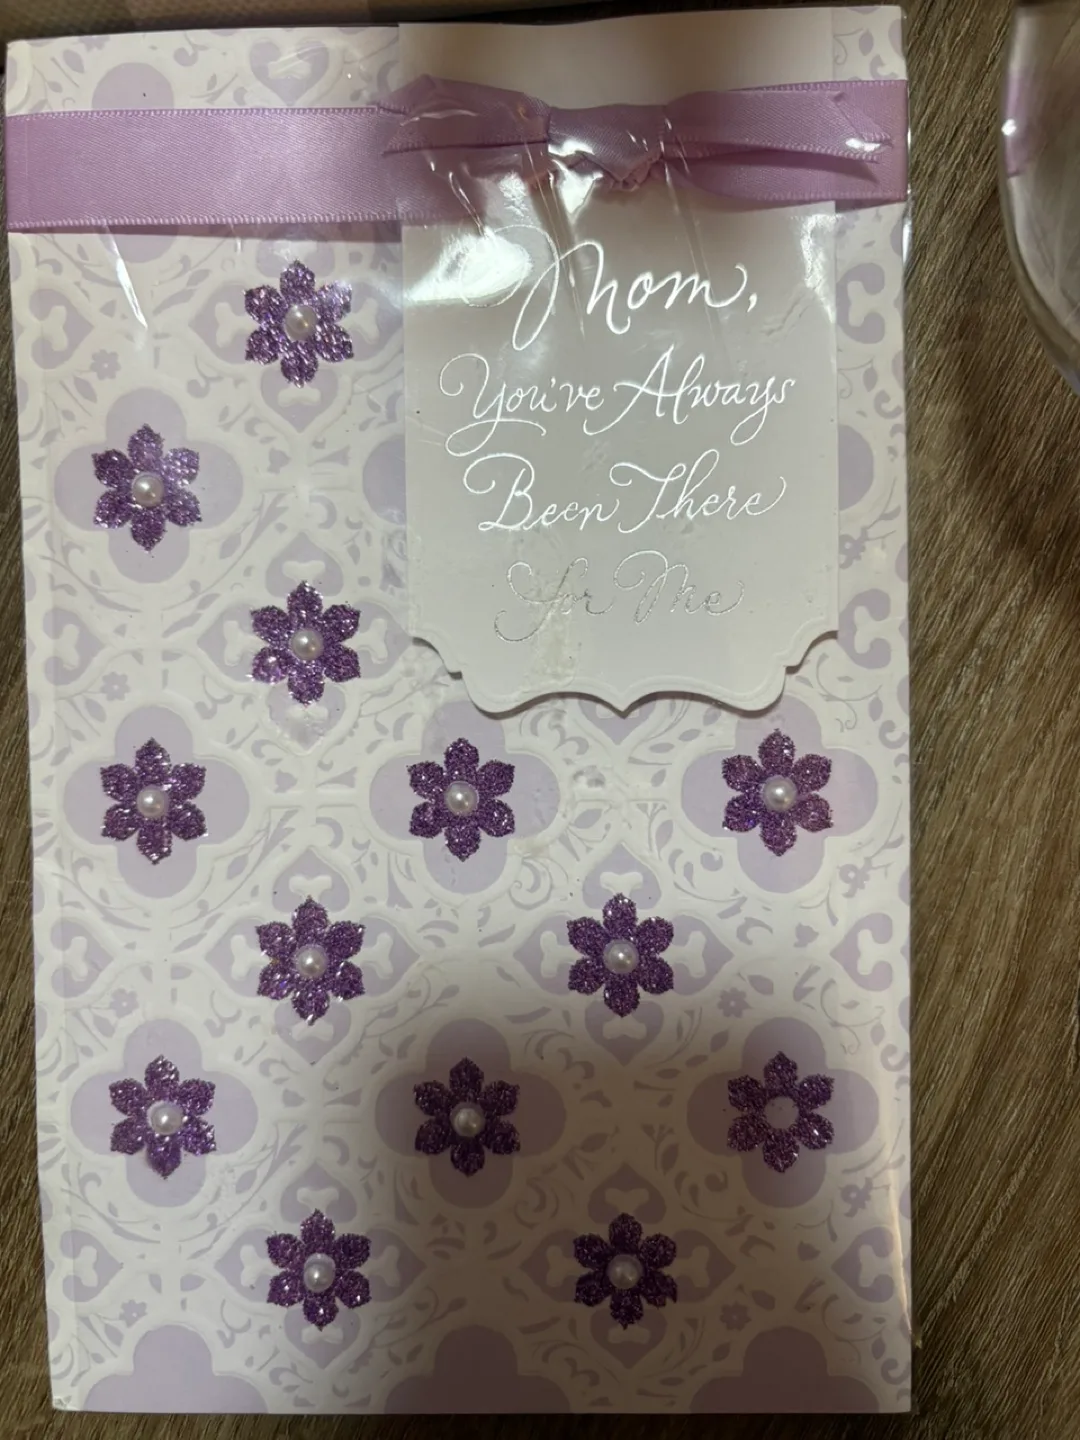 Mom,
You've Always
Been There
for Me